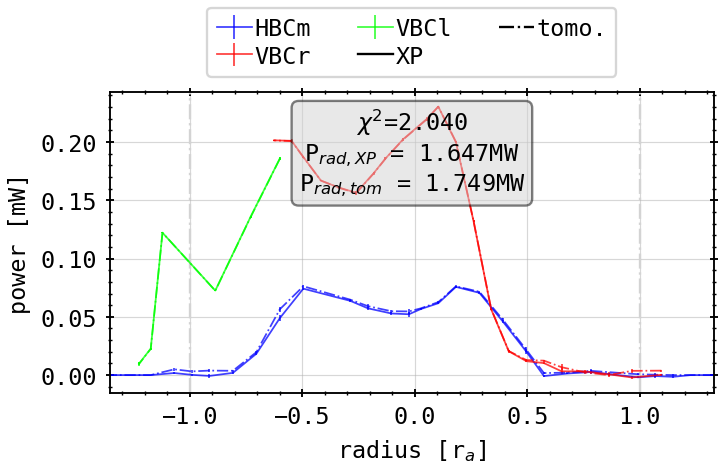 HBCm VBCl tomo.
VBCr XP
χ²=2.040
P_rad,XP = 1.647MW
P_rad,tom = 1.749MW
power [mW]
0.20
0.15
0.10
0.05
0.00
−1.0 −0.5 0.0 0.5 1.0
radius [r_a]